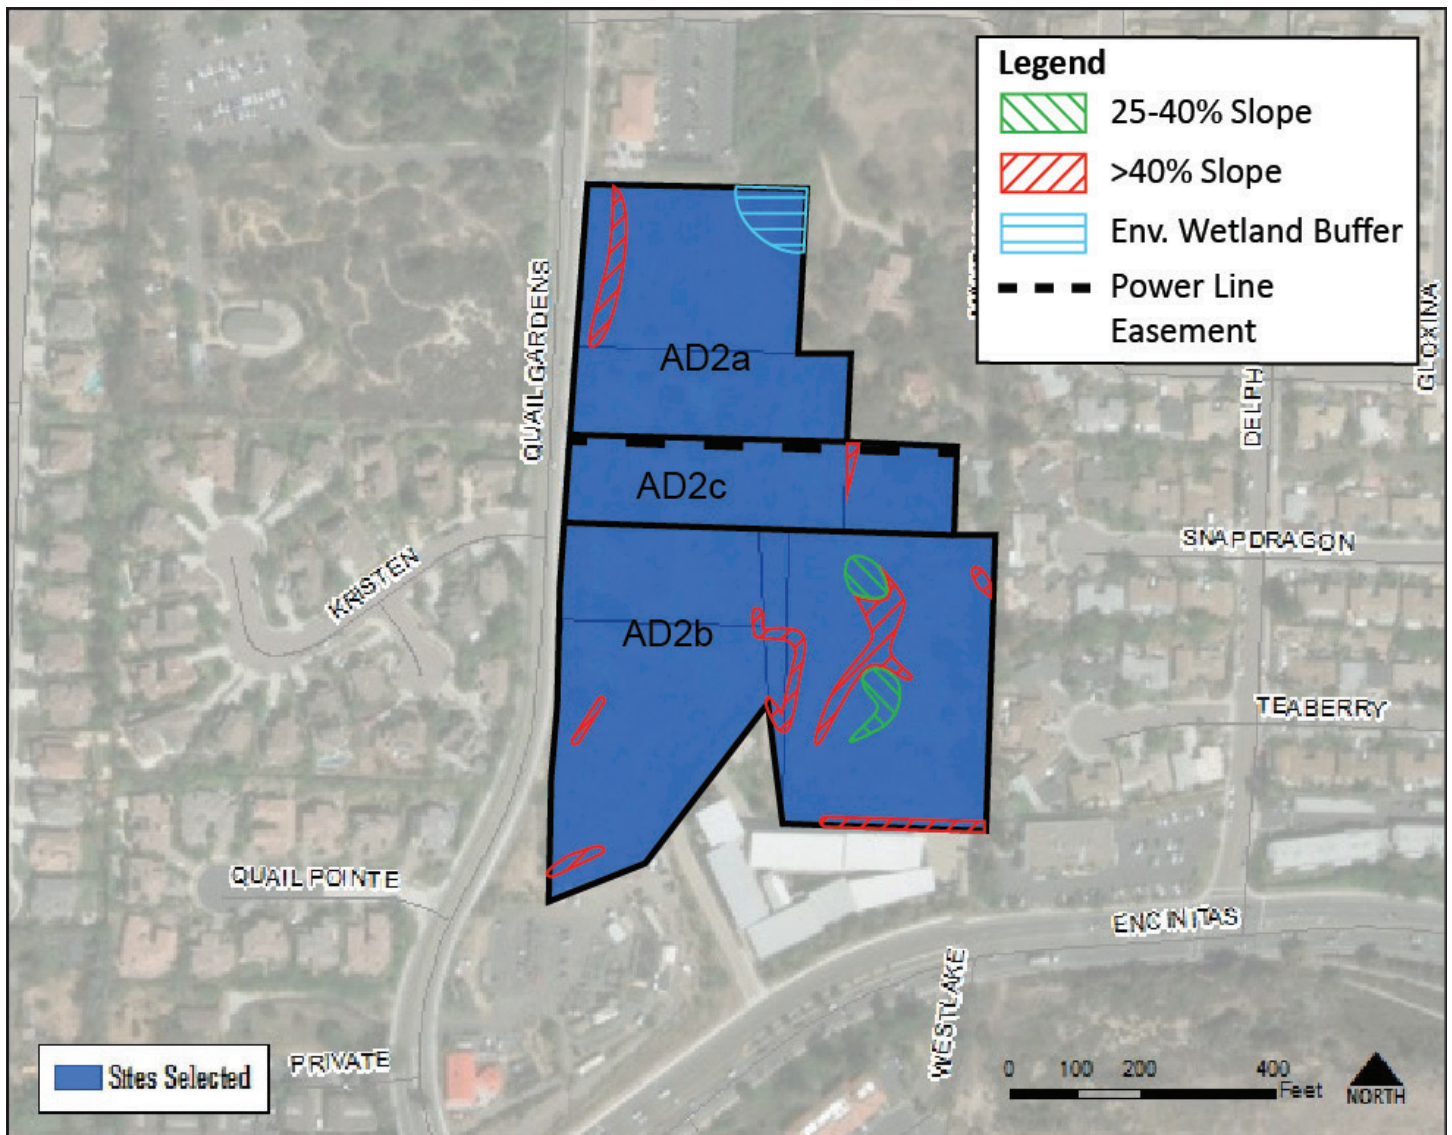 Legend
25-40% Slope
>40% Slope
Env. Wetland Buffer
Power Line
Easement
QUAIL GARDENS
AD2a
AD2c
AD2b
KRISTEN
DELPH
GLOXINA
SNAPDRAGON
TEABERRY
QUAIL POINTE
ENCINITAS
WESTLAKE
PRIVATE
Sites Selected
0 100 200 400
Feet
NORTH